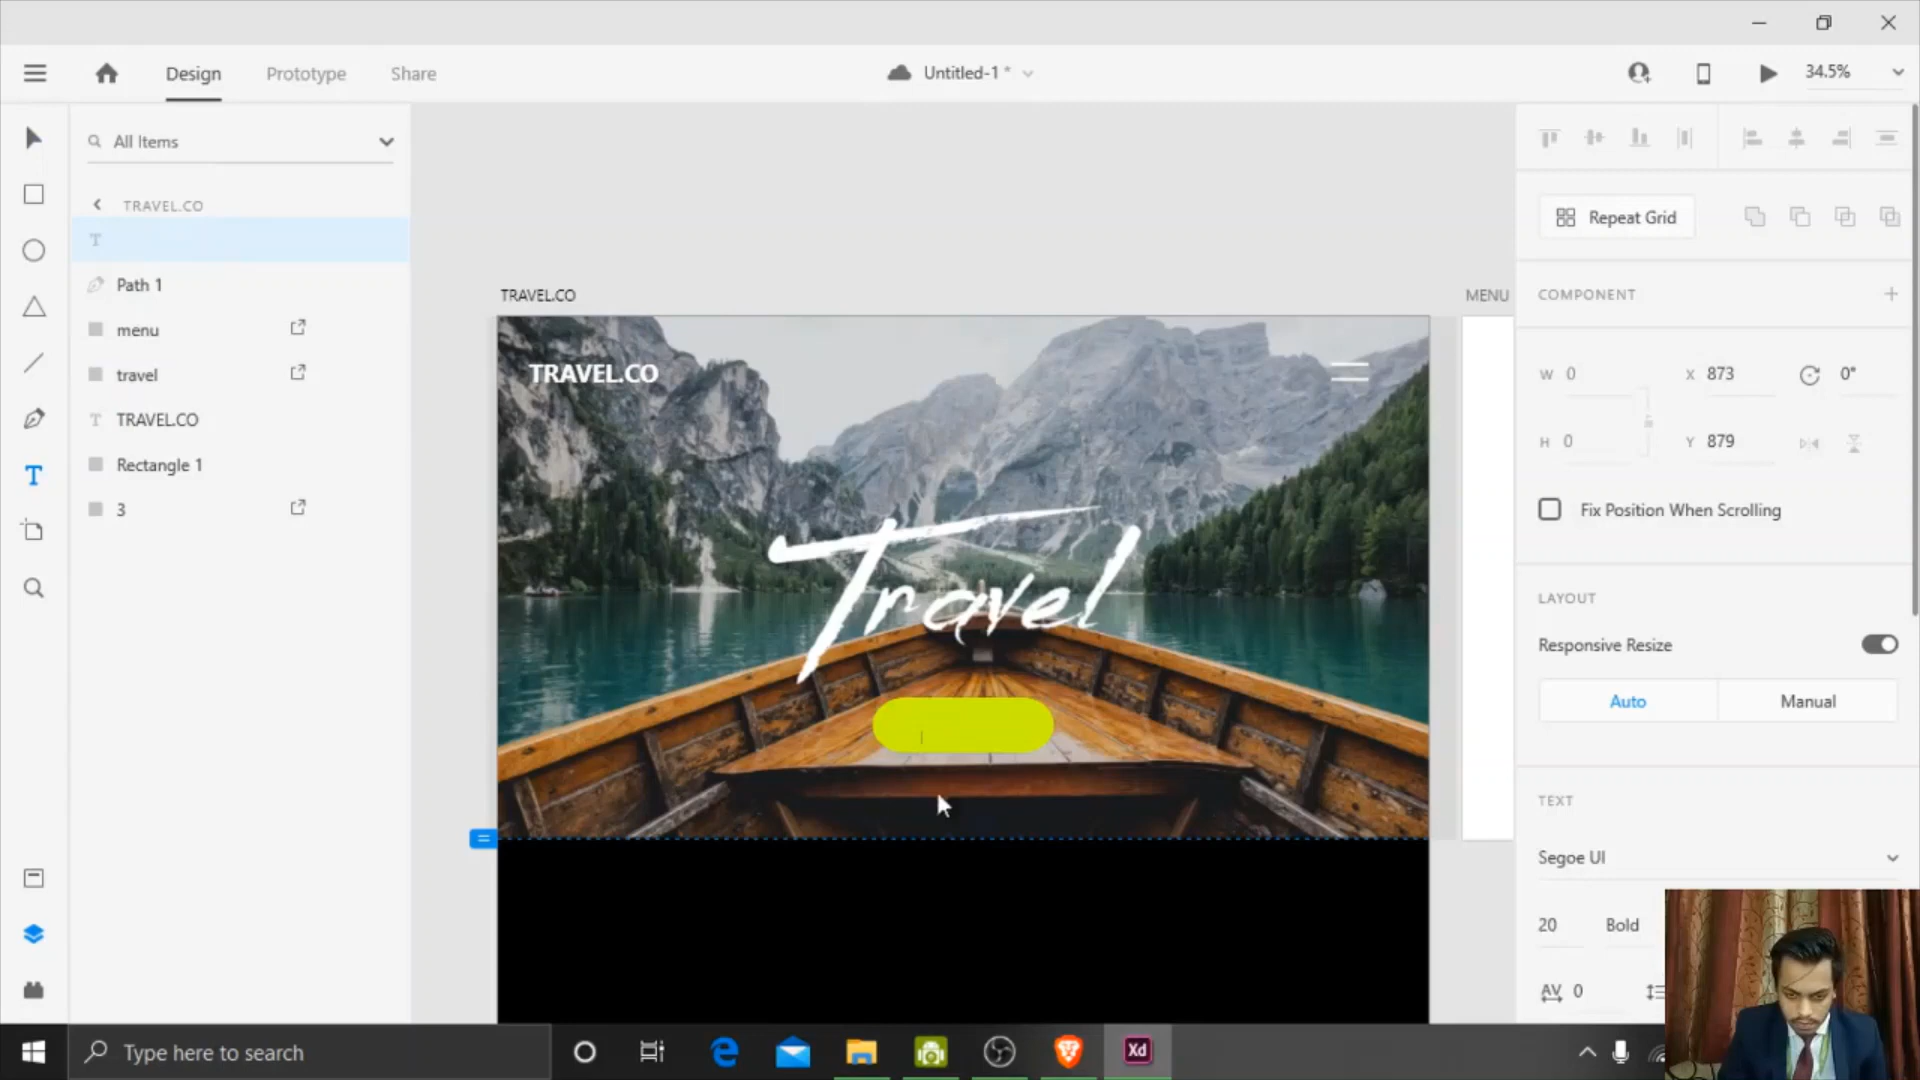 Design
Prototype
Share
Untitled-1 *
34.5%
All Items
TRAVEL.CO
T
Path 1
menu
travel
T
TRAVEL.CO
Rectangle 1
3
T
TRAVEL.CO
MENU
TRAVEL.CO
Travel
Repeat Grid
COMPONENT
W 0
X 873
0°
H 0
Y 879
Fix Position When Scrolling
LAYOUT
Responsive Resize
Auto
Manual
TEXT
Segoe UI
20
Bold
AV 0
Type here to search
Xd